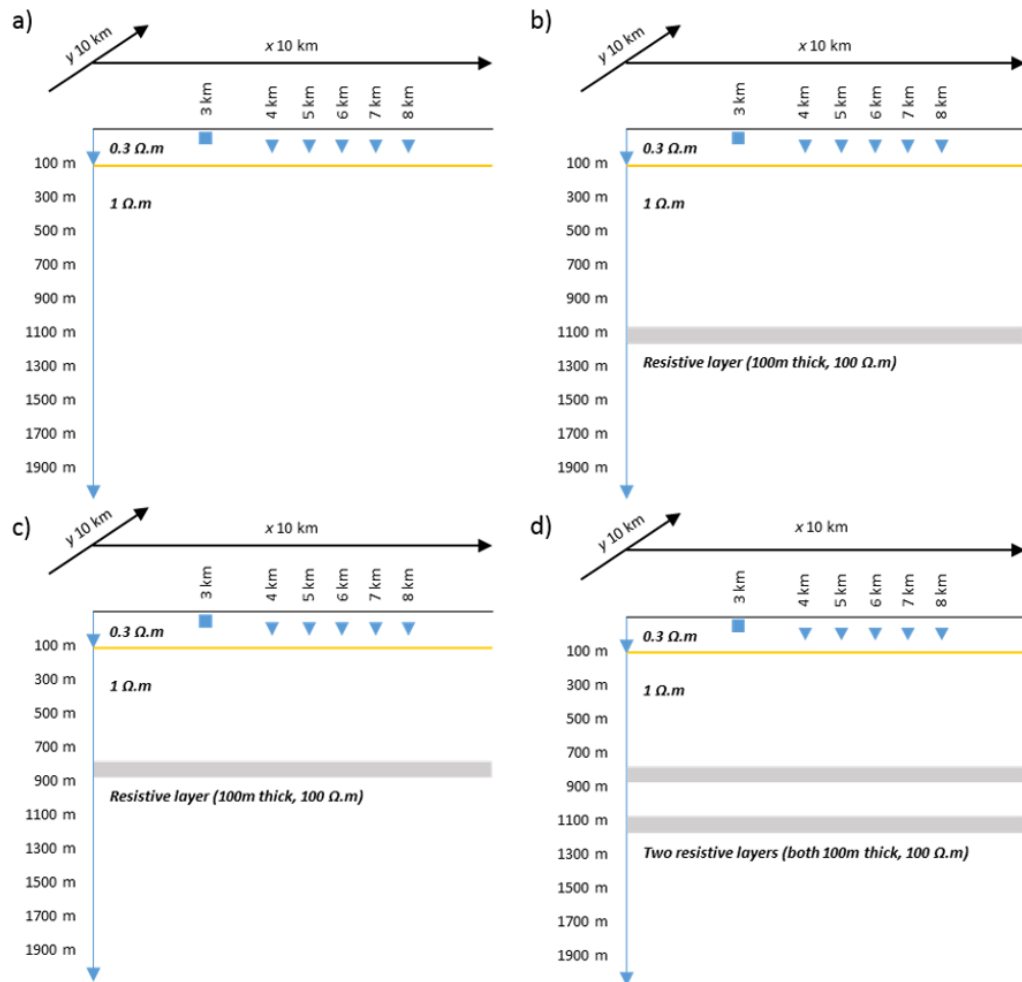 a)
y 10 km
x 10 km
3 km
4 km
5 km
6 km
7 km
8 km
0.3 Ω.m
100 m
1 Ω.m
300 m
500 m
700 m
900 m
1100 m
1300 m
1500 m
1700 m
1900 m
b)
y 10 km
x 10 km
3 km
4 km
5 km
6 km
7 km
8 km
0.3 Ω.m
100 m
1 Ω.m
300 m
500 m
700 m
900 m
1100 m
Resistive layer (100m thick, 100 Ω.m)
1300 m
1500 m
1700 m
1900 m
c)
y 10 km
x 10 km
3 km
4 km
5 km
6 km
7 km
8 km
0.3 Ω.m
100 m
1 Ω.m
300 m
500 m
700 m
900 m
Resistive layer (100m thick, 100 Ω.m)
1100 m
1300 m
1500 m
1700 m
1900 m
d)
y 10 km
x 10 km
3 km
4 km
5 km
6 km
7 km
8 km
0.3 Ω.m
100 m
1 Ω.m
300 m
500 m
700 m
900 m
1100 m
Two resistive layers (both 100m thick, 100 Ω.m)
1300 m
1500 m
1700 m
1900 m